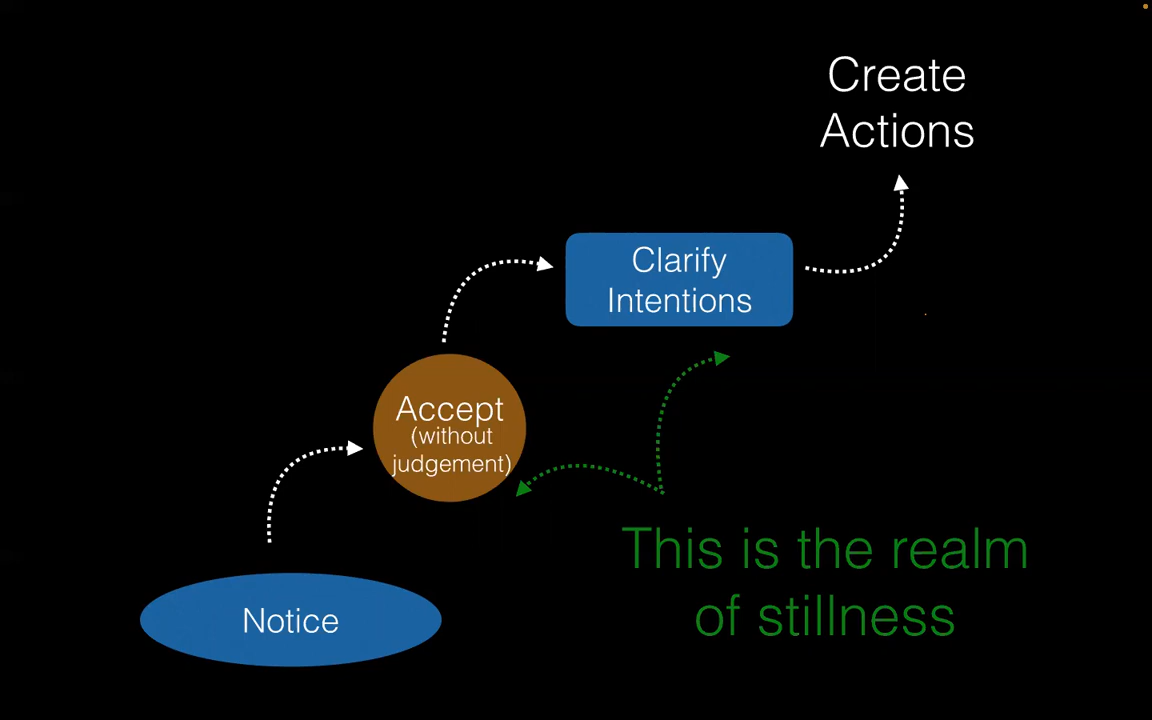 Create
Actions
Clarify
Intentions
Accept
(without
judgement)
This is the realm
of stillness
Notice